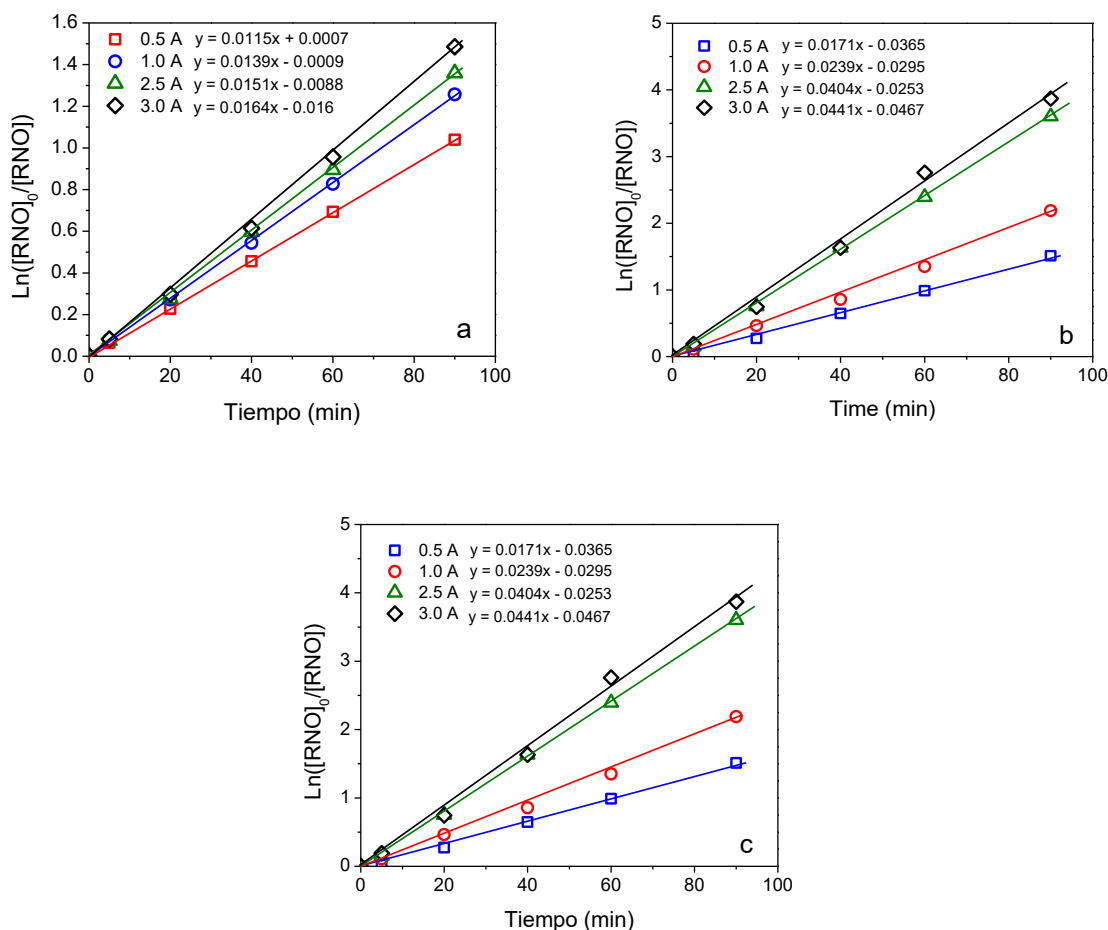 Ln([RNO]0/[RNO])
1.6
1.4
1.2
1.0
0.8
0.6
0.4
0.2
0.0
0.5 A y = 0.0115x + 0.0007
1.0 A y = 0.0139x - 0.0009
2.5 A y = 0.0151x - 0.0088
3.0 A y = 0.0164x - 0.016
a
0 20 40 60 80 100
Tiempo (min)
Ln([RNO]0/[RNO])
5
4
3
2
1
0
0.5 A y = 0.0171x - 0.0365
1.0 A y = 0.0239x - 0.0295
2.5 A y = 0.0404x - 0.0253
3.0 A y = 0.0441x - 0.0467
b
0 20 40 60 80 100
Time (min)
Ln([RNO]0/[RNO])
5
4
3
2
1
0
0.5 A y = 0.0171x - 0.0365
1.0 A y = 0.0239x - 0.0295
2.5 A y = 0.0404x - 0.0253
3.0 A y = 0.0441x - 0.0467
c
0 20 40 60 80 100
Tiempo (min)